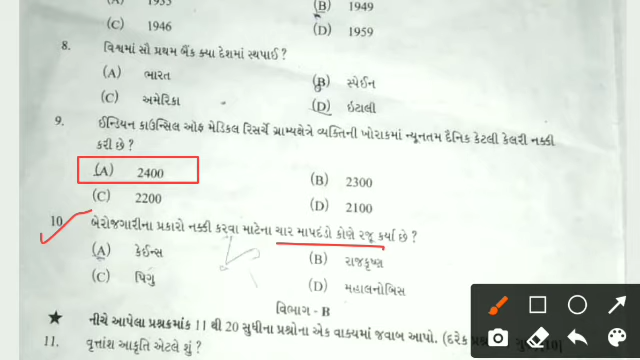 (B) 1949
(C) 1946 (D) 1959
8. વિશ્વમાં સૌ પ્રથમ બેંક ક્યા દેશમાં સ્થપાઈ ?
(A) ભારત (B) સ્પેઈન
(C) અમેરિકા (D) ઇટાલી
9. ઈન્ડિયન કાઉન્સિલ ઓફ મેડિકલ રિસર્ચે ગ્રામ્યક્ષેત્રે વ્યક્તિની ખોરાકમાં ન્યૂનતમ દૈનિક કેટલી કેલરી નક્કી
કરી છે ?
(A) 2400 (B) 2300
(C) 2200 (D) 2100
10 બેરોજગારીના પ્રકારો નક્કી કરવા માટેના ચાર માપદંડો કોણે રજૂ કર્યાં છે ?
(A) કેઈન્સ (B) રાજકૃષ્ણ
(C) પિગુ (D) મહાલનોબિસ
વિભાગ - B
★ નીચે આપેલા પ્રશ્નક્રમાંક 11 થી 20 સુધીના પ્રશ્નોના એક વાક્યમાં જવાબ આપો. (દરેક
11. વૃત્તાંશ આકૃતિ એટલે શું ?